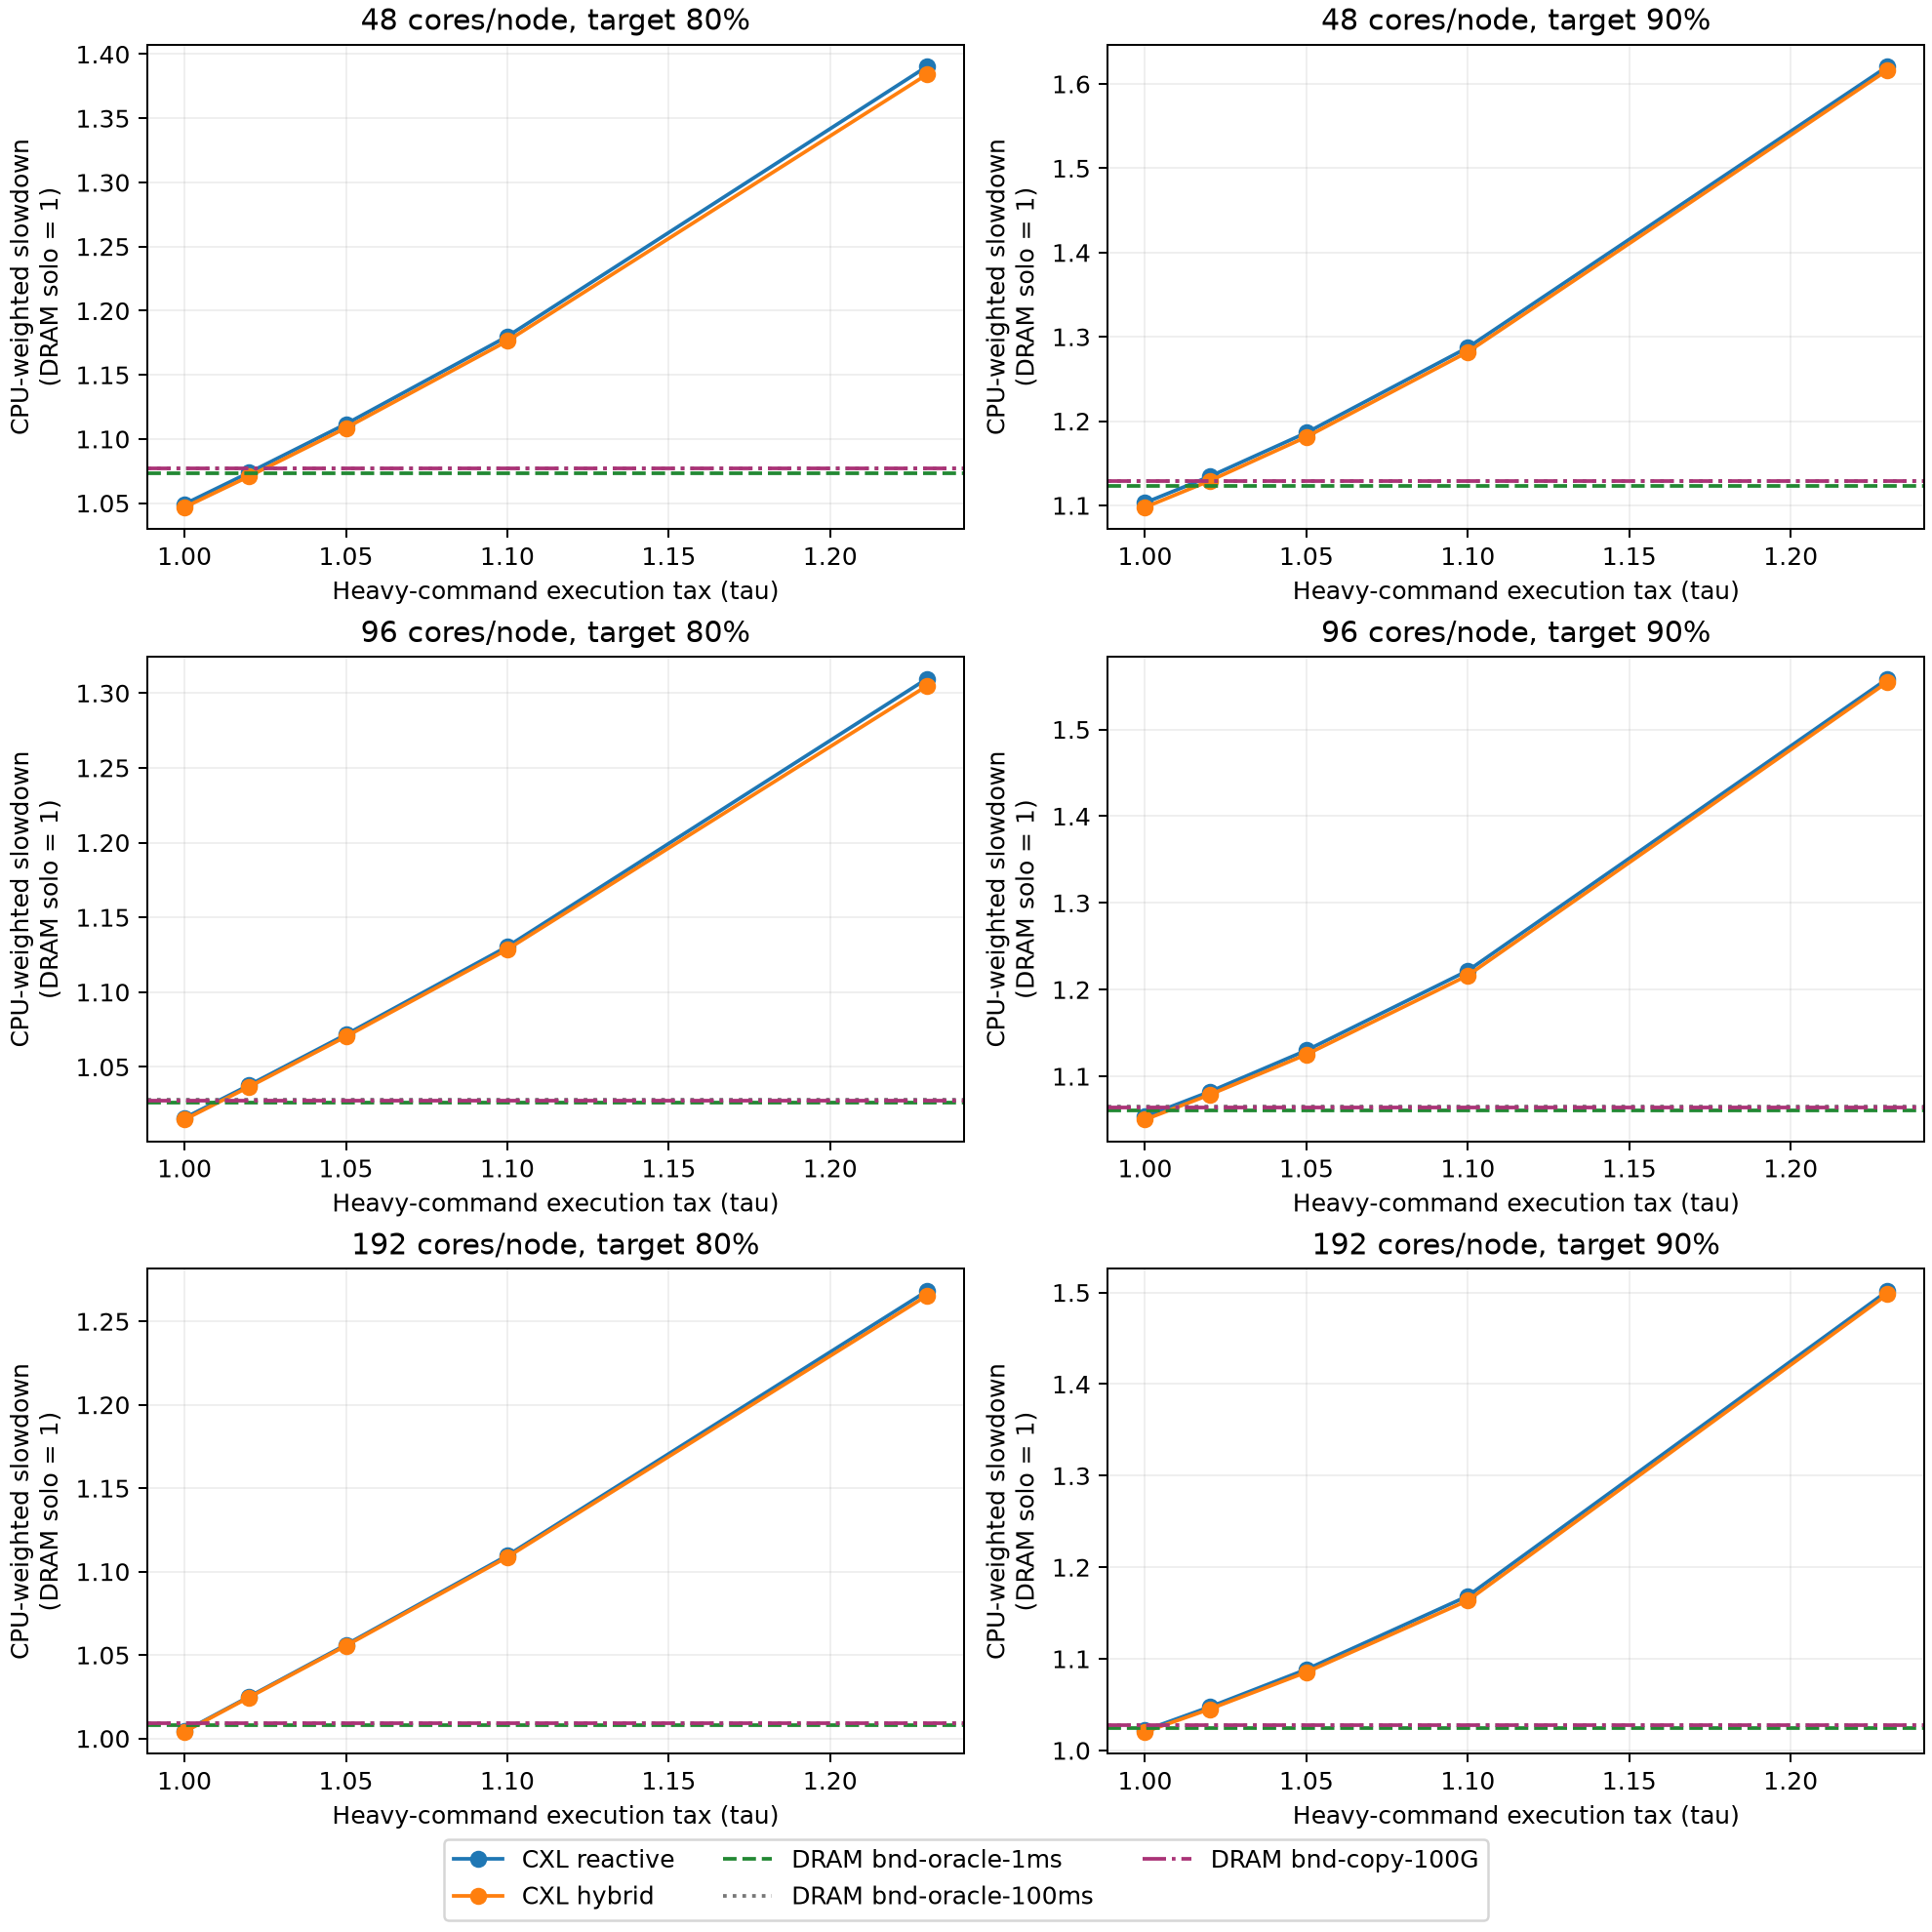 48 cores/node, target 80%
1.40
1.35
1.30
1.25
1.20
1.15
1.10
1.05
CPU-weighted slowdown
(DRAM solo = 1)
1.00 1.05 1.10 1.15 1.20
Heavy-command execution tax (tau)
48 cores/node, target 90%
1.6
1.5
1.4
1.3
1.2
1.1
CPU-weighted slowdown
(DRAM solo = 1)
1.00 1.05 1.10 1.15 1.20
Heavy-command execution tax (tau)
96 cores/node, target 80%
1.30
1.25
1.20
1.15
1.10
1.05
CPU-weighted slowdown
(DRAM solo = 1)
1.00 1.05 1.10 1.15 1.20
Heavy-command execution tax (tau)
96 cores/node, target 90%
1.5
1.4
1.3
1.2
1.1
CPU-weighted slowdown
(DRAM solo = 1)
1.00 1.05 1.10 1.15 1.20
Heavy-command execution tax (tau)
192 cores/node, target 80%
1.25
1.20
1.15
1.10
1.05
1.00
CPU-weighted slowdown
(DRAM solo = 1)
1.00 1.05 1.10 1.15 1.20
Heavy-command execution tax (tau)
192 cores/node, target 90%
1.5
1.4
1.3
1.2
1.1
1.0
CPU-weighted slowdown
(DRAM solo = 1)
1.00 1.05 1.10 1.15 1.20
Heavy-command execution tax (tau)
CXL reactive
CXL hybrid
DRAM bnd-oracle-1ms
DRAM bnd-oracle-100ms
DRAM bnd-copy-100G